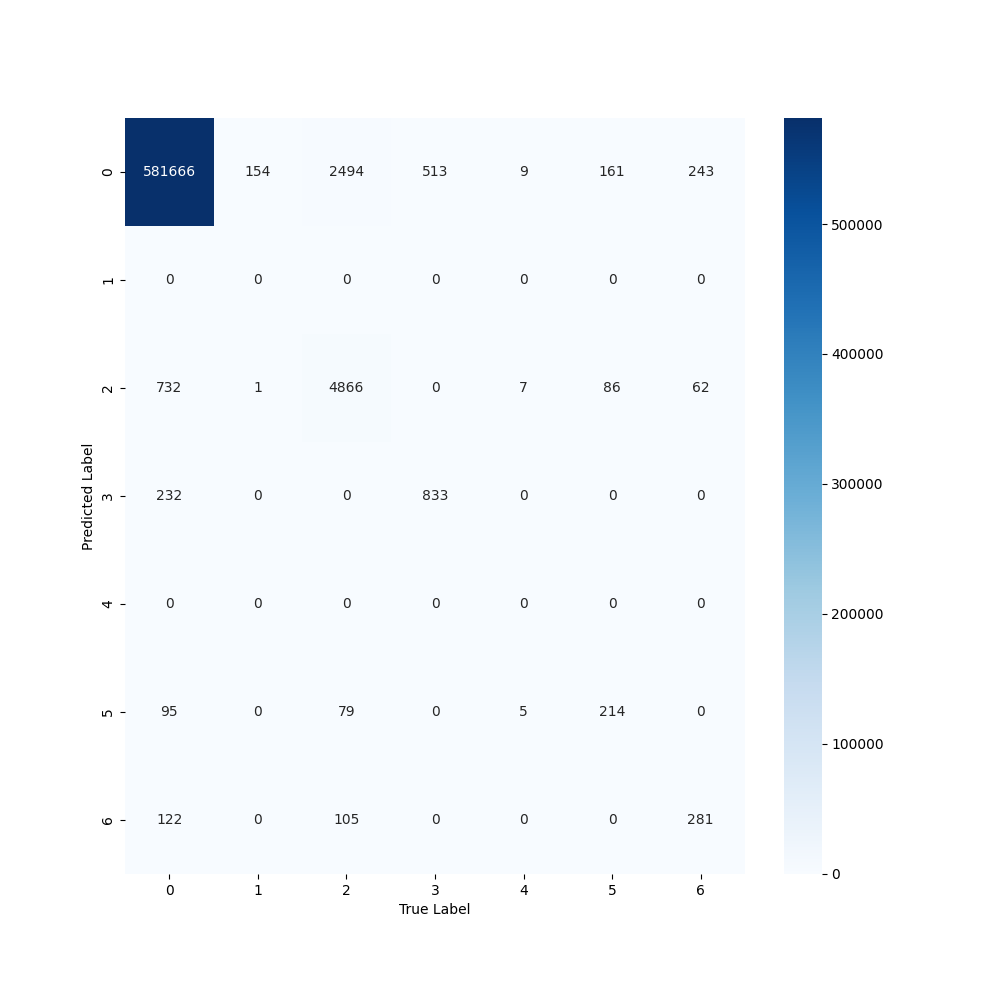 0 581666 154 2494 513 9 161 243
1 0 0 0 0 0 0 0
2 732 1 4866 0 7 86 62
3 232 0 0 833 0 0 0
4 0 0 0 0 0 0 0
5 95 0 79 0 5 214 0
6 122 0 105 0 0 0 281
0 1 2 3 4 5 6
True Label
Predicted Label
500000
400000
300000
200000
100000
0